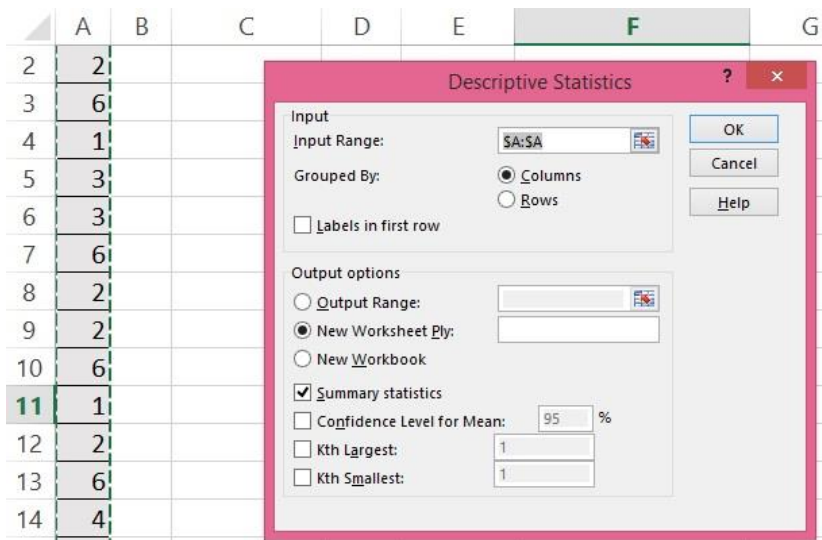 A B C D E F G
2 2
3 6
4 1
5 3
6 3
7 6
8 2
9 2
10 6
11 1
12 2
13 6
14 4
Descriptive Statistics ? ×
Input
Input Range: $A:$A
Grouped By: Columns
Rows
Labels in first row
OK
Cancel
Help
Output options
Output Range:
New Worksheet Ply:
New Workbook
Summary statistics
Confidence Level for Mean: 95 %
Kth Largest: 1
Kth Smallest: 1